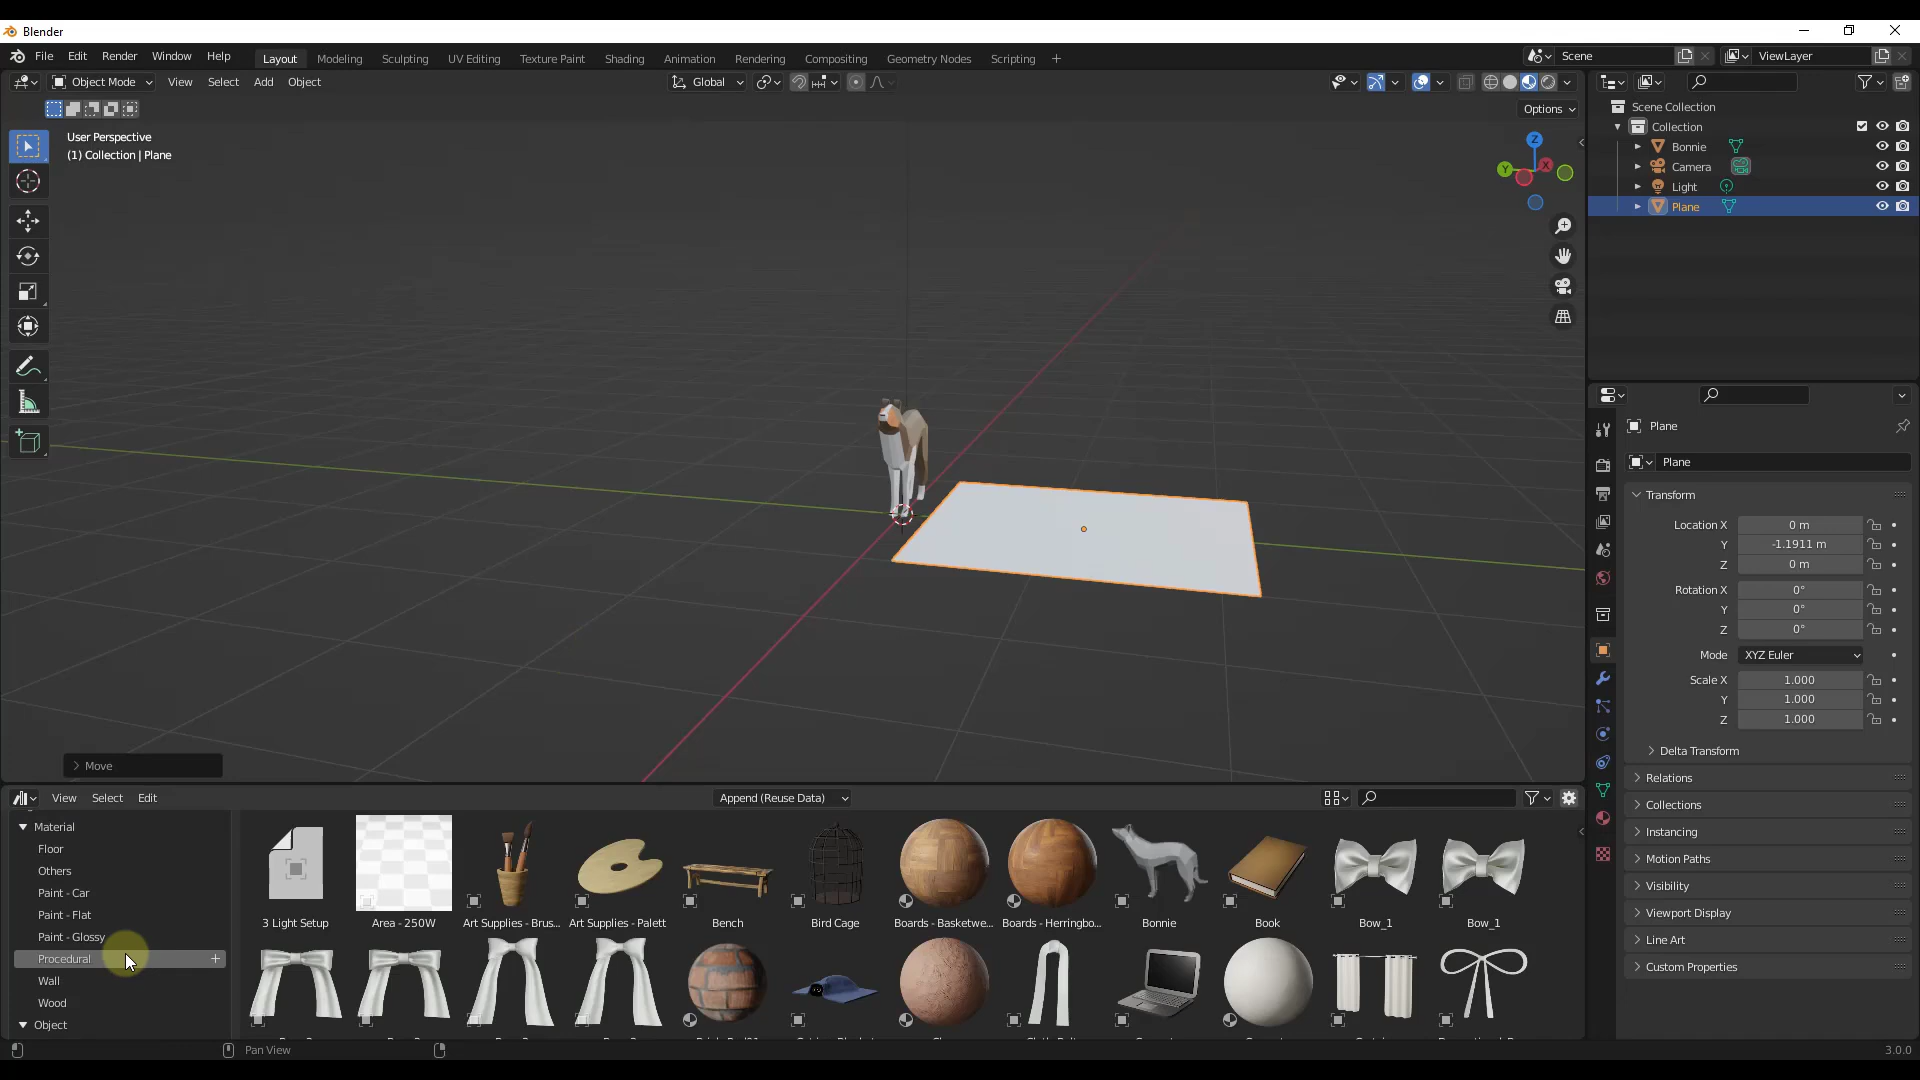 Blender
File Edit Render Window Help
Layout Modeling Sculpting UV Editing Texture Paint Shading Animation Rendering Compositing Geometry Nodes Scripting +
Scene
ViewLayer
Object Mode View Select Add Object
Global
Options
User Perspective
(1) Collection | Plane
Z
Y
X
Scene Collection
Collection
Bonnie
Camera
Light
Plane
Plane
Plane
Transform
Location X 0 m
Y -1.1911 m
Z 0 m
Rotation X 0°
Y 0°
Z 0°
Mode XYZ Euler
Scale X 1.000
Y 1.000
Z 1.000
Delta Transform
Relations
Collections
Instancing
Motion Paths
Visibility
Viewport Display
Line Art
Custom Properties
Move
View Select Edit
Append (Reuse Data)
Material
Floor
Others
Paint - Car
Paint - Flat
Paint - Glossy
Procedural +
Wall
Wood
Object
3 Light Setup
Area - 250W
Art Supplies - Brus...
Art Supplies - Palett
Bench
Bird Cage
Boards - Basketwe...
Boards - Herringbo...
Bonnie
Book
Bow_1
Bow_1
Pan View
3.0.0